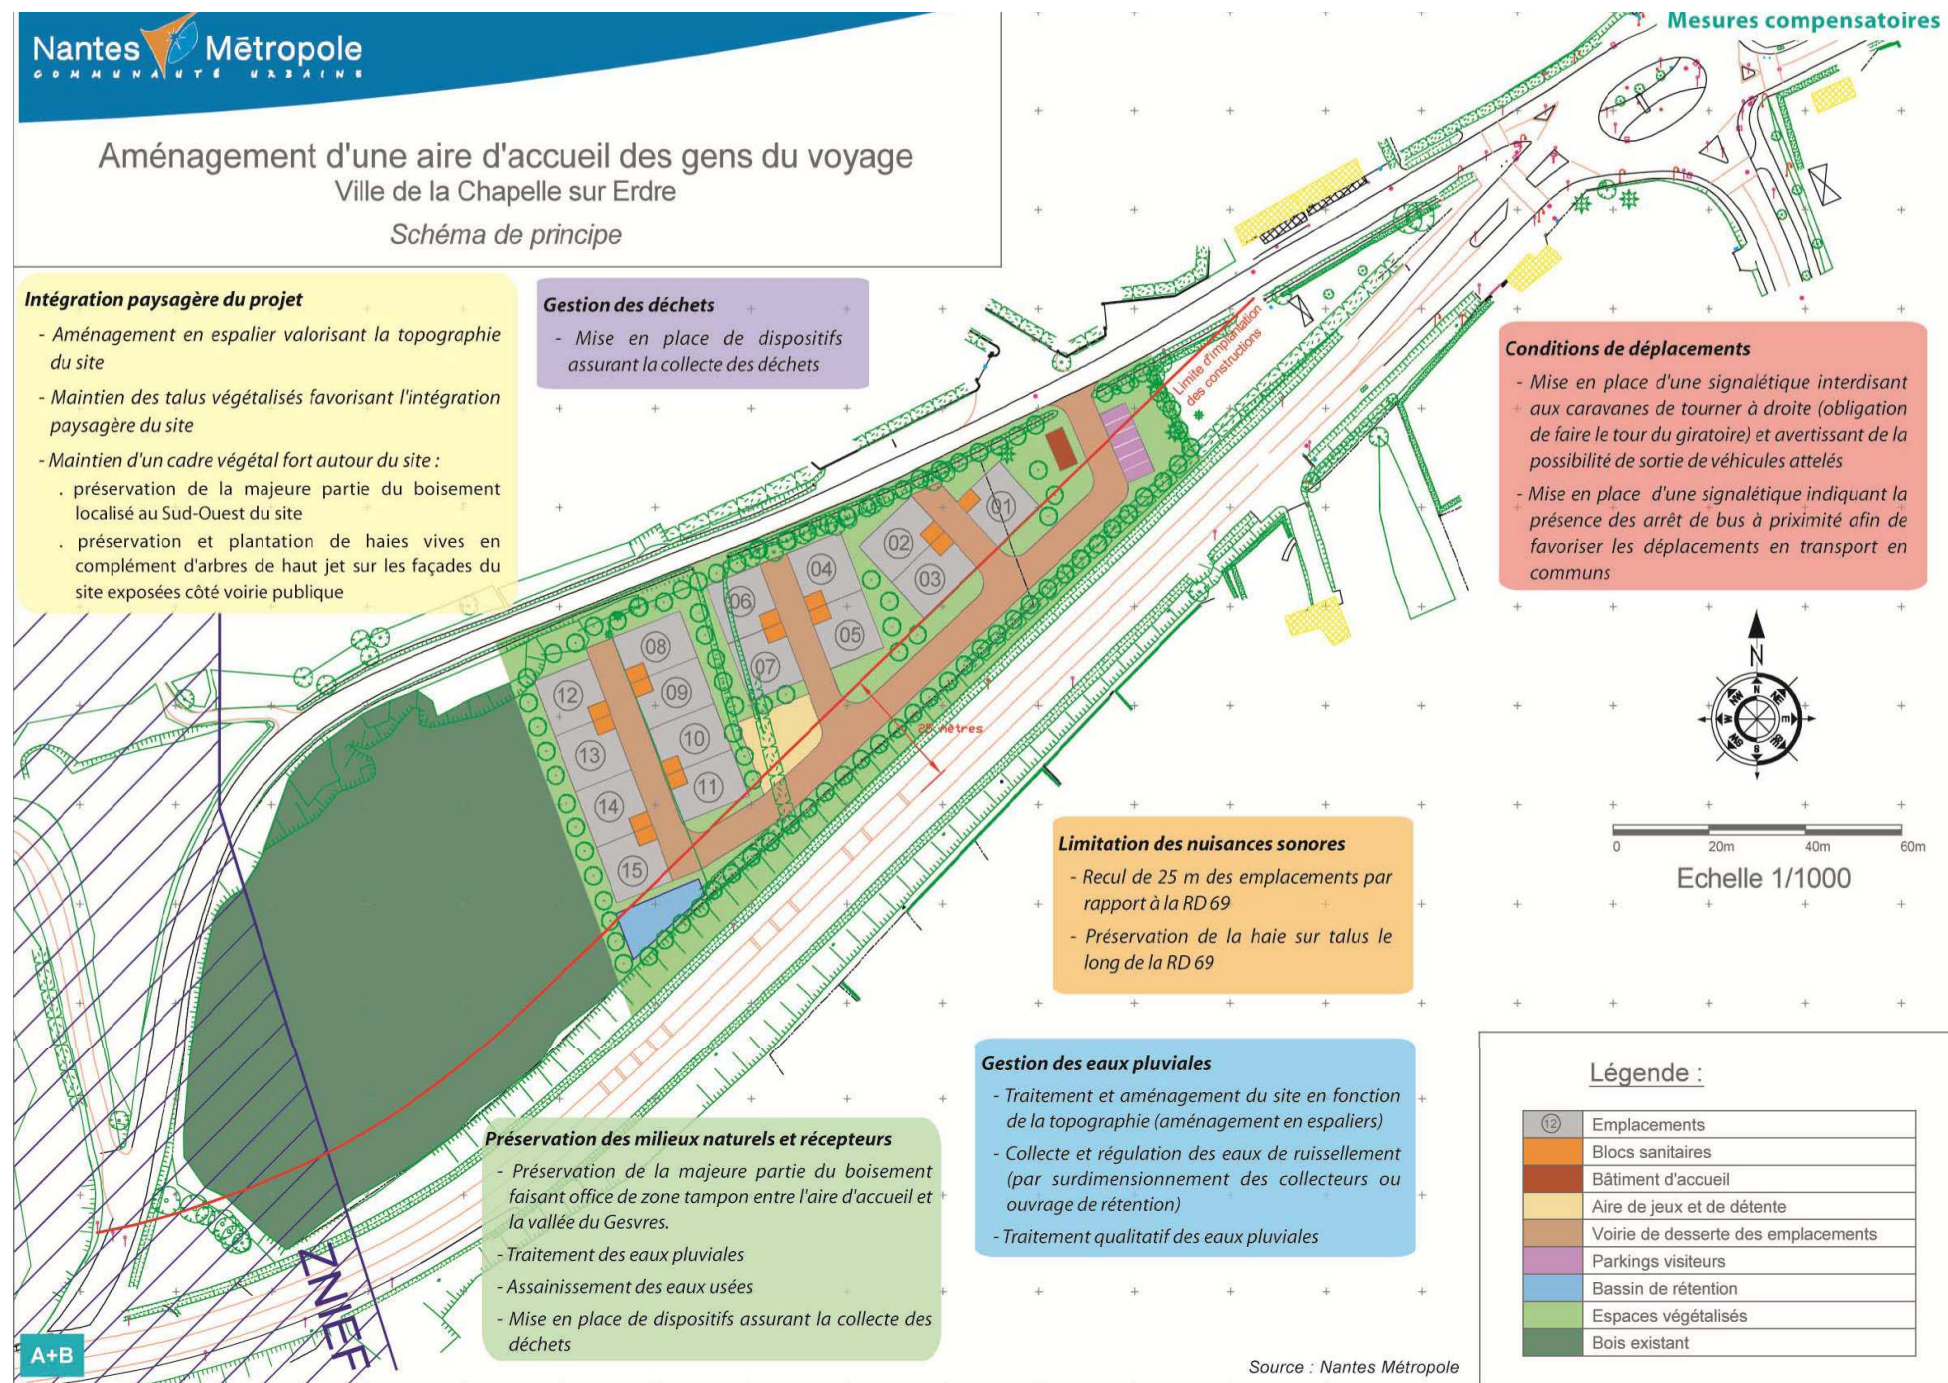 Mesures compensatoires
Nantes Métropole
COMMUNAUTÉ URBAINE
Aménagement d'une aire d'accueil des gens du voyage
Ville de la Chapelle sur Erdre
Schéma de principe
Intégration paysagère du projet
- Aménagement en espalier valorisant la topographie
du site
- Maintien des talus végétalisés favorisant l'intégration
paysagère du site
- Maintien d'un cadre végétal fort autour du site :
. préservation de la majeure partie du boisement
localisé au Sud-Ouest du site
. préservation et plantation de haies vives en
complément d'arbres de haut jet sur les façades du
site exposées côté voirie publique
Gestion des déchets
- Mise en place de dispositifs
assurant la collecte des déchets
Limite d'implantation
des constructions
Conditions de déplacements
- Mise en place d'une signalétique interdisant
aux caravanes de tourner à droite (obligation
de faire le tour du giratoire) et avertissant de la
possibilité de sortie de véhicules attelés
- Mise en place d'une signalétique indiquant la
présence des arrêt de bus à priximité afin de
favoriser les déplacements en transport en
communs
01
02
03
04
05
06
07
08
09
10
11
12
13
14
15
25 mètres
N
N
NE
E
SE
S
SW
W
NW
0 20m 40m 60m
Echelle 1/1000
Limitation des nuisances sonores
- Recul de 25 m des emplacements par
rapport à la RD 69
- Préservation de la haie sur talus le
long de la RD 69
Gestion des eaux pluviales
- Traitement et aménagement du site en fonction
de la topographie (aménagement en espaliers)
- Collecte et régulation des eaux de ruissellement
(par surdimensionnement des collecteurs ou
ouvrage de rétention)
- Traitement qualitatif des eaux pluviales
Préservation des milieux naturels et récepteurs
- Préservation de la majeure partie du boisement
faisant office de zone tampon entre l'aire d'accueil et
la vallée du Gesvres.
- Traitement des eaux pluviales
- Assainissement des eaux usées
- Mise en place de dispositifs assurant la collecte des
déchets
ZNIEFF
A+B
Légende :
12 Emplacements
Blocs sanitaires
Bâtiment d'accueil
Aire de jeux et de détente
Voirie de desserte des emplacements
Parkings visiteurs
Bassin de rétention
Espaces végétalisés
Bois existant
Source : Nantes Métropole